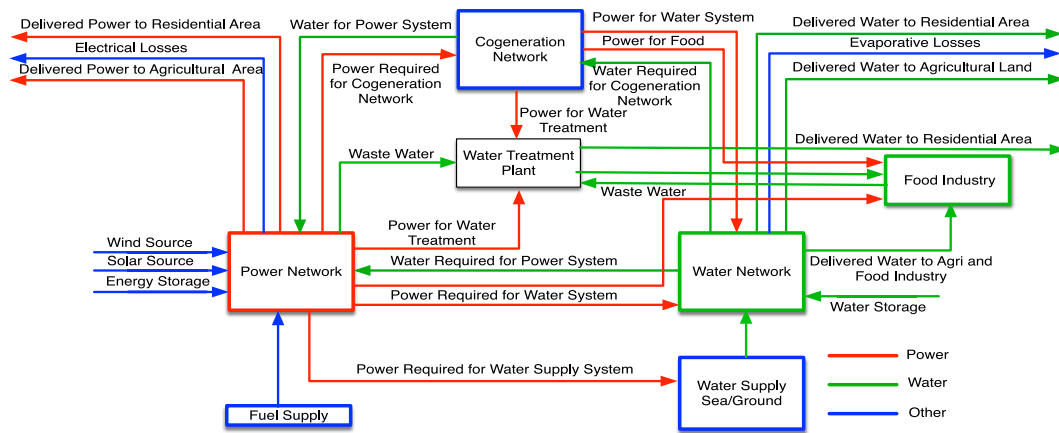 Delivered Power to Residential Area
Electrical Losses
Delivered Power to Agricultural Area
Water for Power System
Power Required
for Cogeneration
Network
Cogeneration
Network
Power for Water System
Power for Food
Water Required
for Cogeneration
Network
Power for Water
Treatment
Delivered Water to Residential Area
Evaporative Losses
Delivered Water to Agricultural Land
Delivered Water to Residential Area
Waste Water
Water Treatment
Plant
Waste Water
Food Industry
Wind Source
Solar Source
Energy Storage
Power Network
Power for Water
Treatment
Water Required for Power System
Power Required for Water System
Water Network
Delivered Water to Agri and
Food Industry
Water Storage
Power Required for Water Supply System
Water Supply
Sea/Ground
Fuel Supply
Power
Water
Other